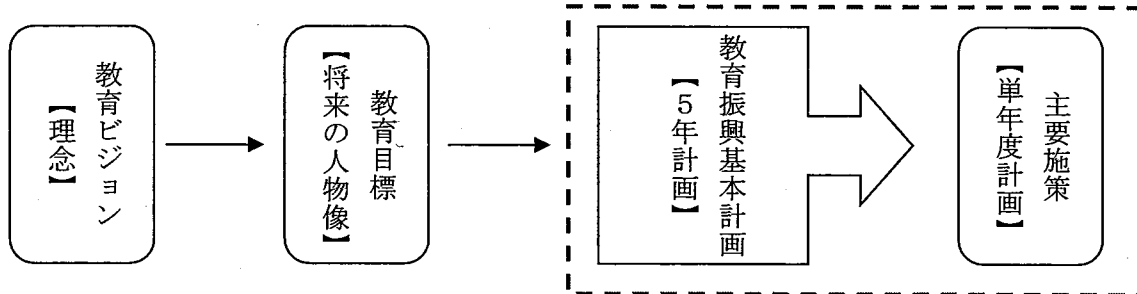 教育ビジョン
【理念】
教育目標
【将来の人物像】
教育振興基本計画
【5年計画】
主要施策
【単年度計画】